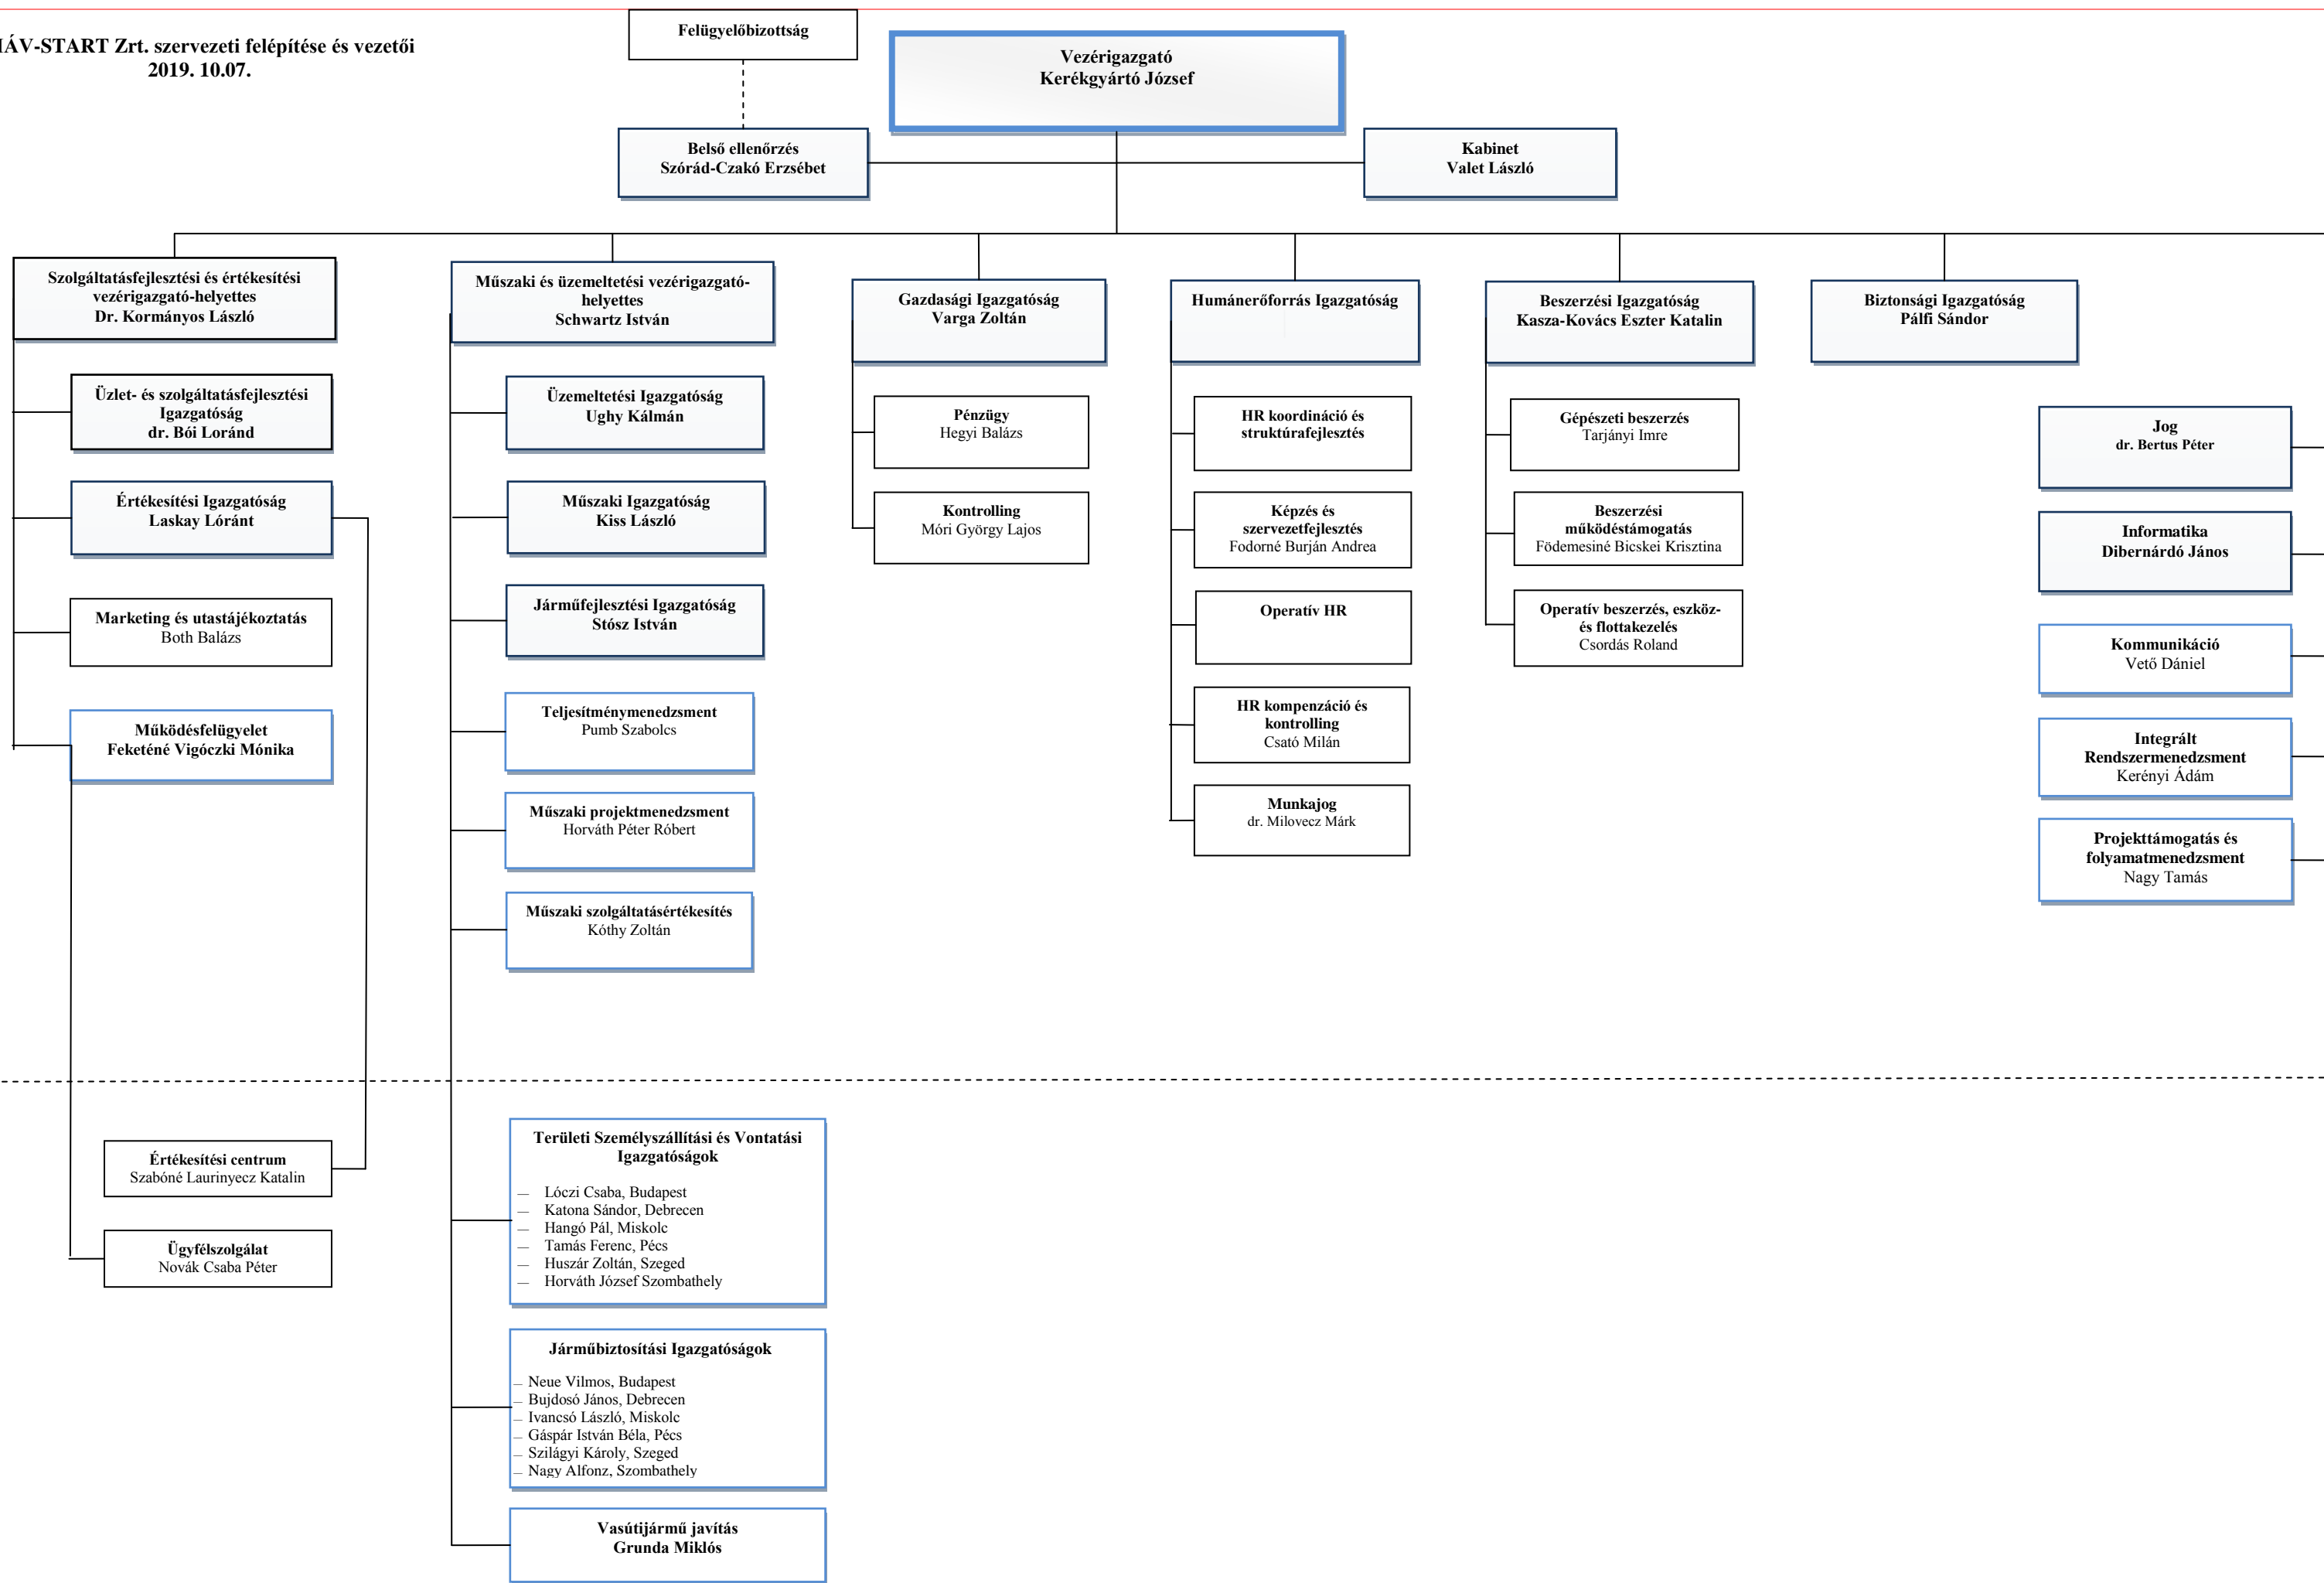 ÁV-START Zrt. szervezeti felépítése és vezetői
2019. 10.07.
Felügyelőbizottság
Vezérigazgató
Kerékgyártó József
Belső ellenőrzés
Szórád-Czakó Erzsébet
Kabinet
Valet László
Szolgáltatásfejlesztési és értékesítési
vezérigazgató-helyettes
Dr. Kormányos László
Üzlet- és szolgáltatásfejlesztési
Igazgatóság
dr. Bói Loránd
Értékesítési Igazgatóság
Laskay Lóránt
Marketing és utastájékoztatás
Both Balázs
Működésfelügyelet
Feketéné Vigóczki Mónika
Értékesítési centrum
Szabóné Laurinyecz Katalin
Ügyfélszolgálat
Novák Csaba Péter
Műszaki és üzemeltetési vezérigazgató-
helyettes
Schwartz István
Üzemeltetési Igazgatóság
Ughy Kálmán
Műszaki Igazgatóság
Kiss László
Járműfejlesztési Igazgatóság
Stósz István
Teljesítménymenedzsment
Pumb Szabolcs
Műszaki projektmenedzsment
Horváth Péter Róbert
Műszaki szolgáltatásértékesítés
Kóthy Zoltán
Területi Személyszállítási és Vontatási
Igazgatóságok
— Lóczi Csaba, Budapest
— Katona Sándor, Debrecen
— Hangó Pál, Miskolc
— Tamás Ferenc, Pécs
— Huszár Zoltán, Szeged
— Horváth József Szombathely
Járműbiztosítási Igazgatóságok
– Neue Vilmos, Budapest
– Bujdosó János, Debrecen
– Ivancsó László, Miskolc
– Gáspár István Béla, Pécs
– Szilágyi Károly, Szeged
– Nagy Alfonz, Szombathely
Vasútijármű javítás
Grunda Miklós
Gazdasági Igazgatóság
Varga Zoltán
Pénzügy
Hegyi Balázs
Kontrolling
Móri György Lajos
Humánerőforrás Igazgatóság
HR koordináció és
struktúrafejlesztés
Képzés és
szervezetfejlesztés
Fodorné Burján Andrea
Operatív HR
HR kompenzáció és
kontrolling
Csató Milán
Munkajog
dr. Milovecz Márk
Beszerzési Igazgatóság
Kasza-Kovács Eszter Katalin
Gépészeti beszerzés
Tarjányi Imre
Beszerzési
működéstámogatás
Födemesiné Bicskei Krisztina
Operatív beszerzés, eszköz-
és flottakezelés
Csordás Roland
Biztonsági Igazgatóság
Pálfi Sándor
Jog
dr. Bertus Péter
Informatika
Dibernárdó János
Kommunikáció
Vető Dániel
Integrált
Rendszermenedzsment
Kerényi Ádám
Projekttámogatás és
folyamatmenedzsment
Nagy Tamás